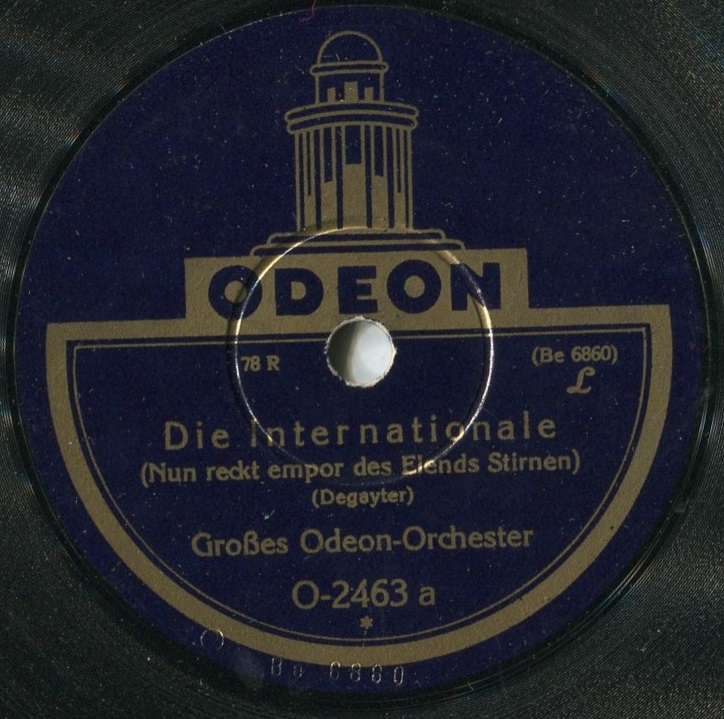 ODEON
78 R
(Be 6860)
L
Die Internationale
(Nun reckt empor des Elends Stirnen)
(Degayter)
Großes Odeon-Orchester
O-2463 a
*
Be 6860